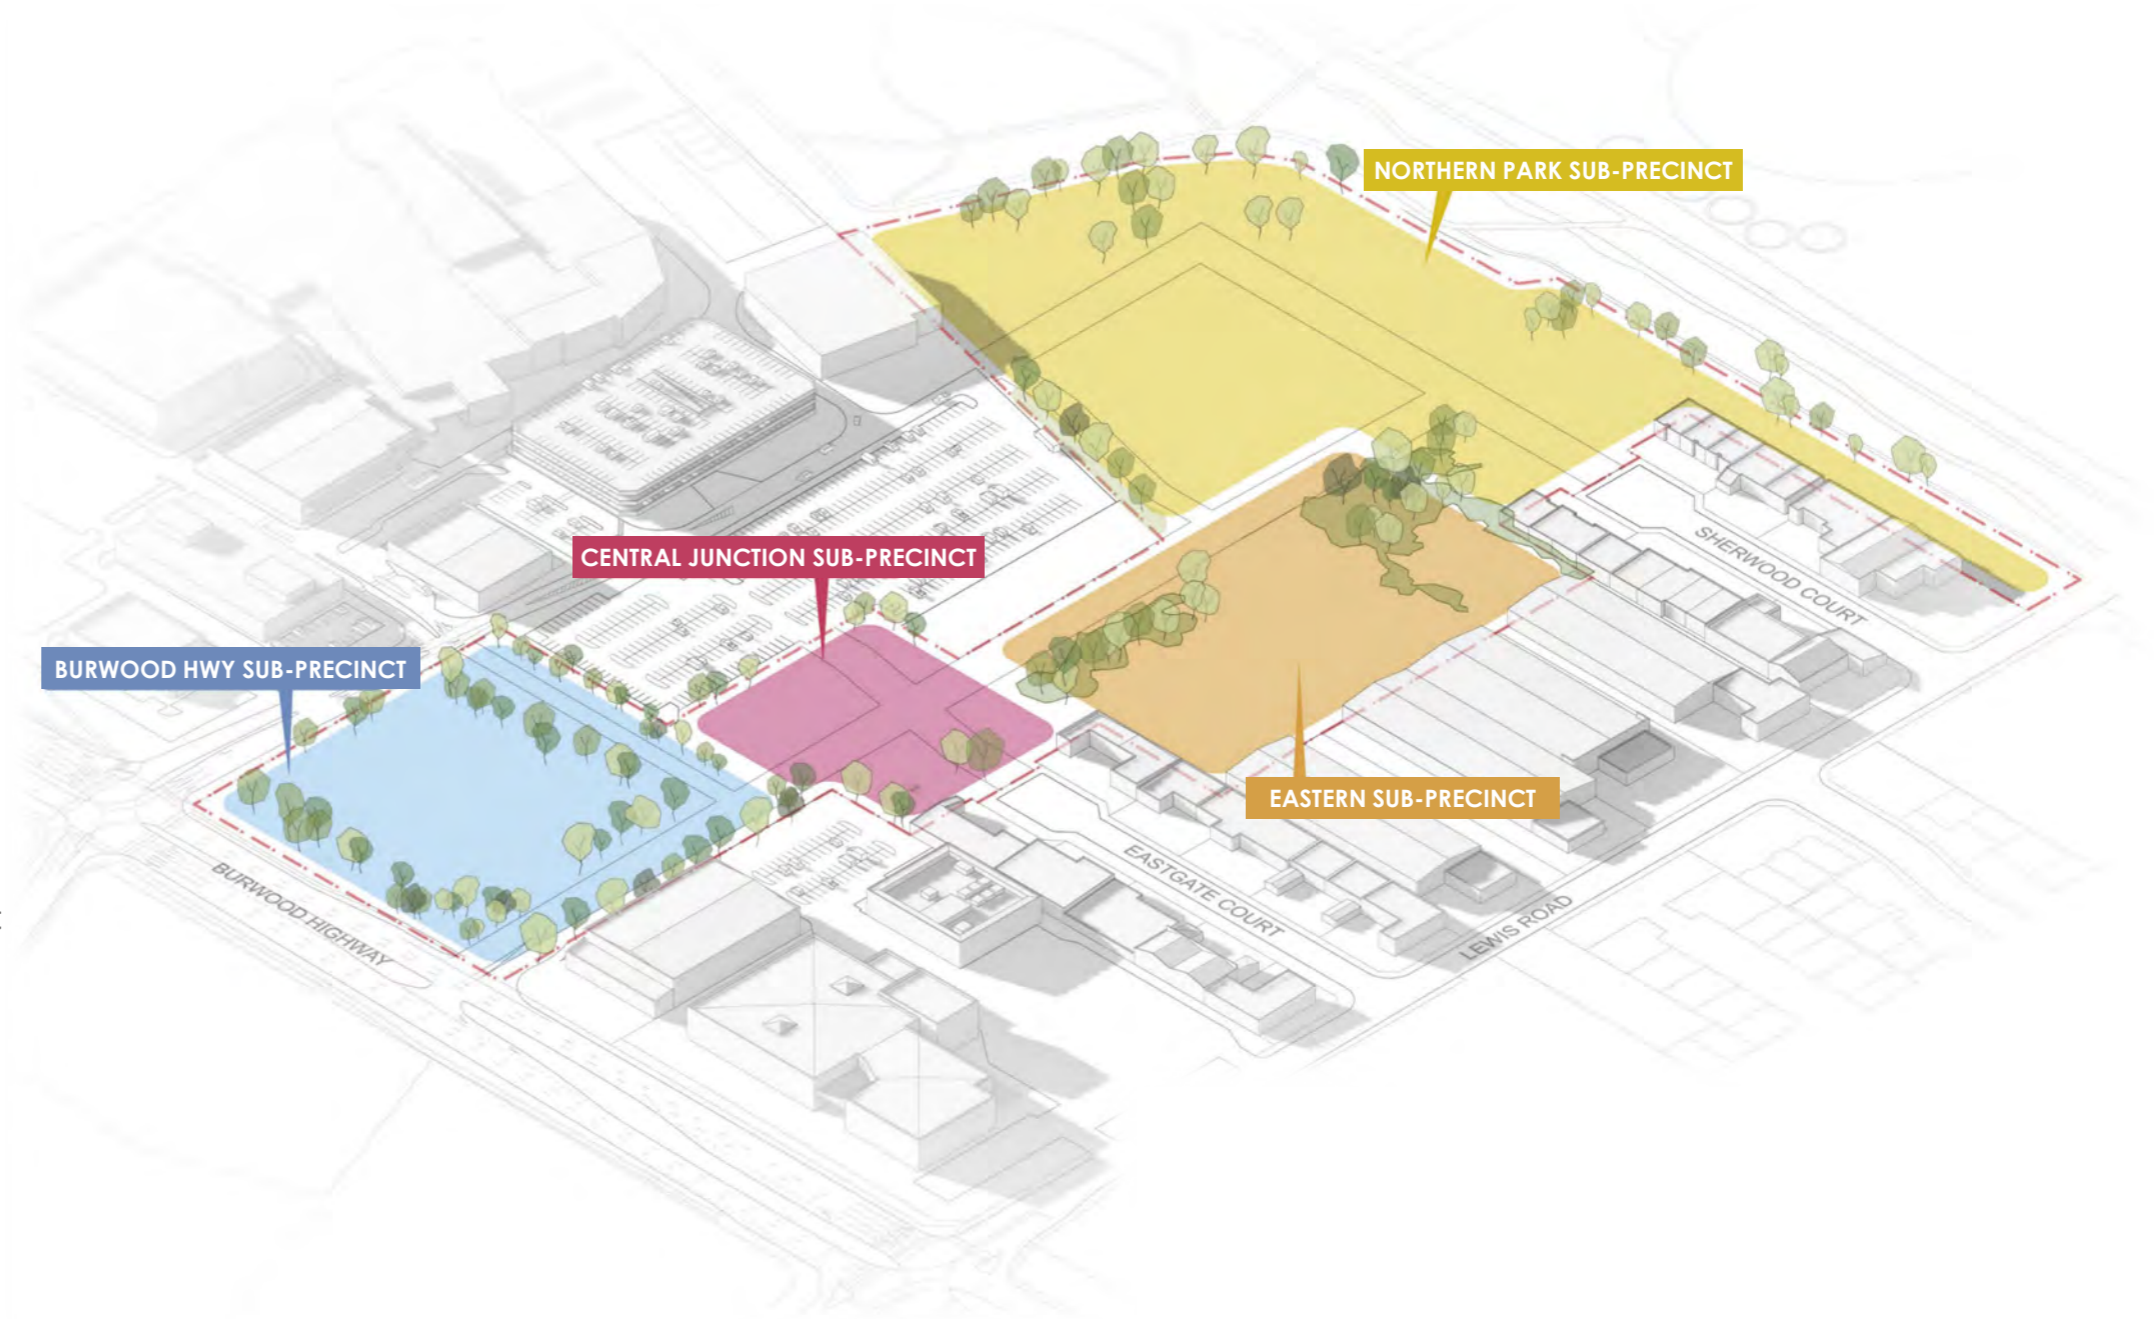 NORTHERN PARK SUB-PRECINCT
SHERWOOD COURT
CENTRAL JUNCTION SUB-PRECINCT
BURWOOD HWY SUB-PRECINCT
EASTERN SUB-PRECINCT
EASTGATE COURT
BURWOOD HIGHWAY
LEWIS ROAD